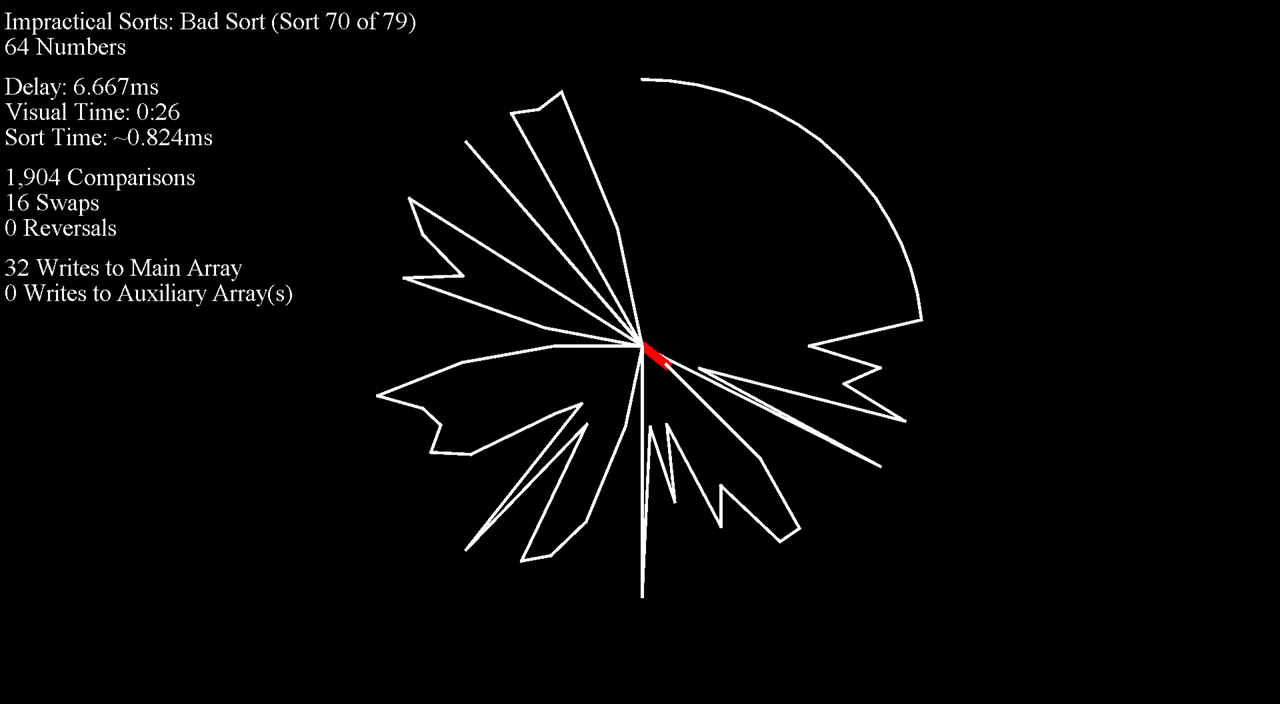 Impractical Sorts: Bad Sort (Sort 70 of 79)
64 Numbers
Delay: 6.667ms
Visual Time: 0:26
Sort Time: ~0.824ms
1,904 Comparisons
16 Swaps
0 Reversals
32 Writes to Main Array
0 Writes to Auxiliary Array(s)